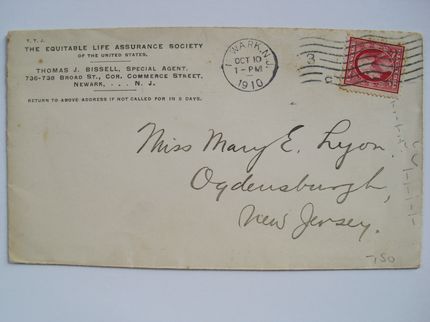 T. T. J.
THE EQUITABLE LIFE ASSURANCE SOCIETY
OF THE UNITED STATES.
THOMAS J. BISSELL, SPECIAL AGENT,
736-738 BROAD ST., COR. COMMERCE STREET,
NEWARK, . . . N. J.
RETURN TO ABOVE ADDRESS IF NOT CALLED FOR IN 5 DAYS.
WARK, N.J.
OCT 10
1-PM
1910
3
Miss Mary E. Lyon.
Ogdensburgh,
New Jersey.